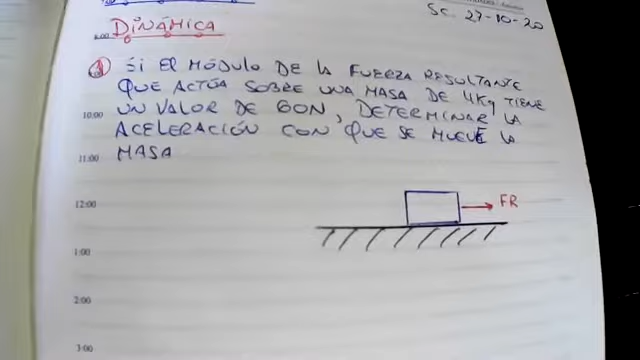 Sc. 27-10-20
DINÁMICA
8:00
① SI EL MÓDULO DE LA FUERZA RESULTANTE
QUE ACTÚA SOBRE UNA MASA DE 4Kg TIENE
10:00 UN VALOR DE 60N, DETERMINAR LA
ACELERACIÓN CON QUE SE MUEVE LA
11:00 MASA
12:00
FR
1:00
2:00
3:00